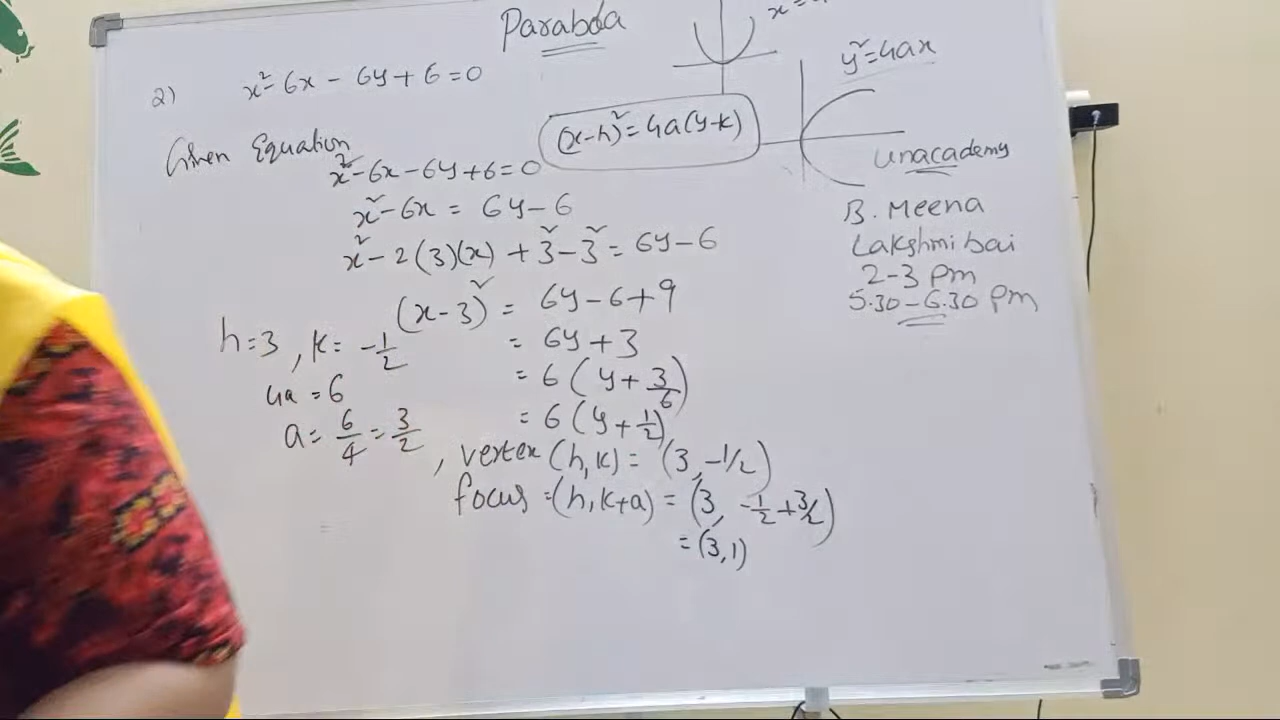 Parabola
2) x²-6x-6y+6=0
y²=4ax
(x-h)²=4a(y-k)
Given Equation
x²-6x-6y+6=0
x²-6x = 6y-6
x²-2(3)(x)+3²-3²=6y-6
(x-3)² = 6y-6+9
= 6y+3
= 6(y+3/6)
= 6(y+1/2)
h=3, k=-1/2
4a=6
a=6/4=3/2
, vertex (h,k) = (3,-1/2)
focus =(h,k+a) = (3, -1/2+3/2)
=(3,1)
unacademy
B. Meena
Lakshmi bai
2-3 pm
5.30-6.30 pm